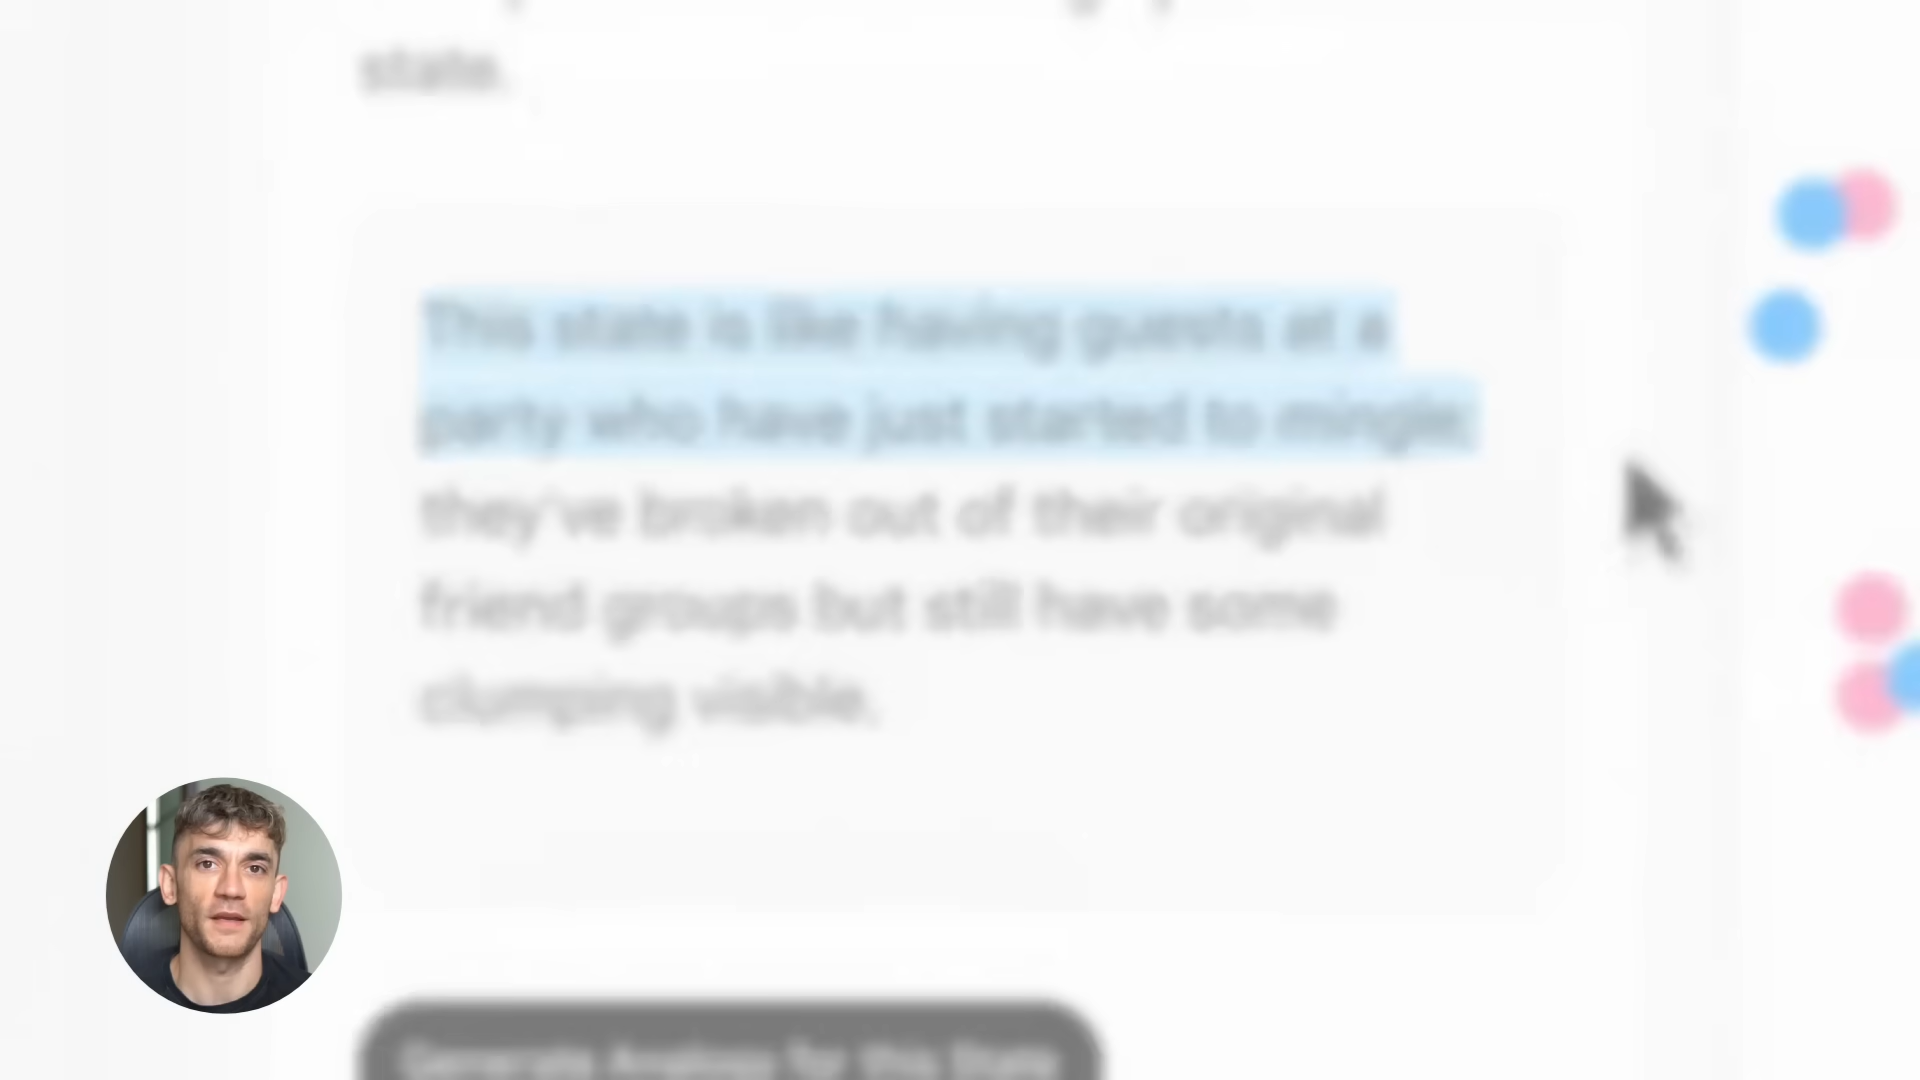 state.
This state is like having guests at a
party who have just started to mingle;
they've broken out of their original
friend groups but still have some
clumping visible.
Generate Analogy for this State